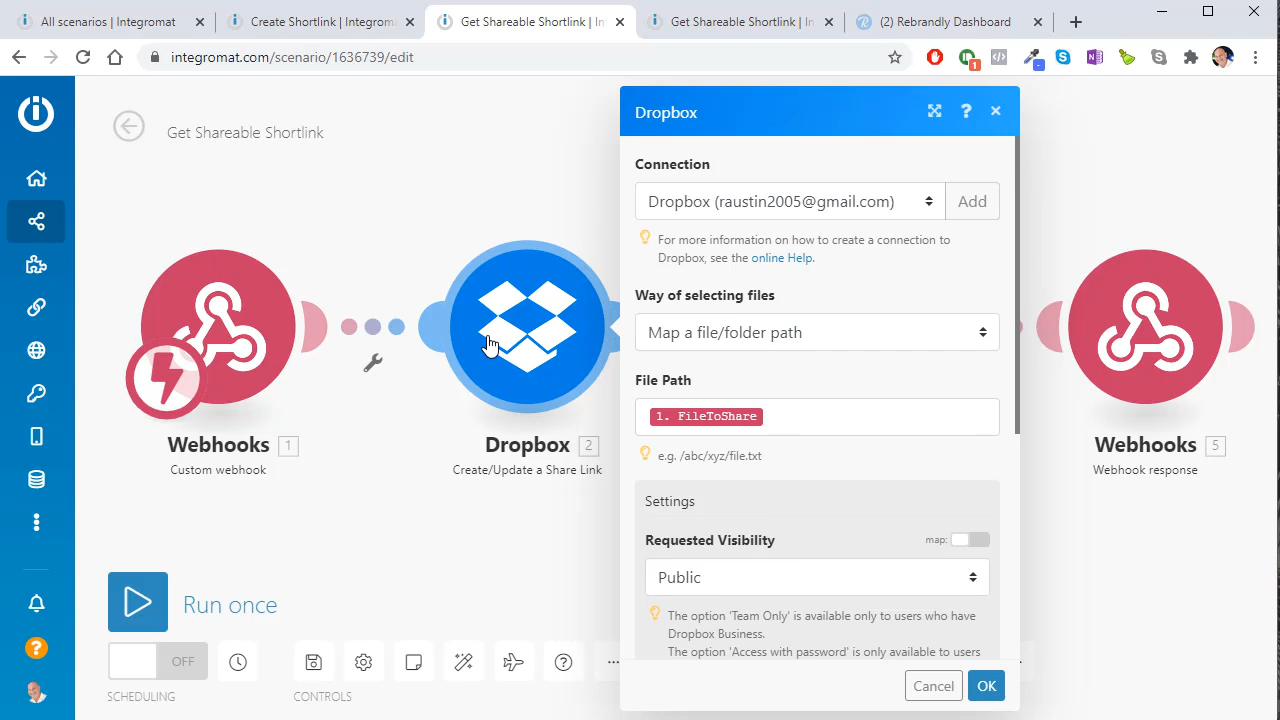 All scenarios | Integromat
Create Shortlink | Integroma
Get Shareable Shortlink | In
Get Shareable Shortlink | In
(2) Rebrandly Dashboard
integromat.com/scenario/1636739/edit
1
Get Shareable Shortlink
Dropbox
?
Connection
Dropbox (raustin2005@gmail.com)
Add
For more information on how to create a connection to
Dropbox, see the online Help.
Way of selecting files
Map a file/folder path
File Path
1. FileToShare
e.g. /abc/xyz/file.txt
Settings
Requested Visibility
map:
Public
The option 'Team Only' is available only to users who have
Dropbox Business.
The option 'Access with password' is only available to users
Cancel
OK
Webhooks 1
Custom webhook
Dropbox 2
Create/Update a Share Link
Webhooks 5
Webhook response
Run once
OFF
SCHEDULING
CONTROLS